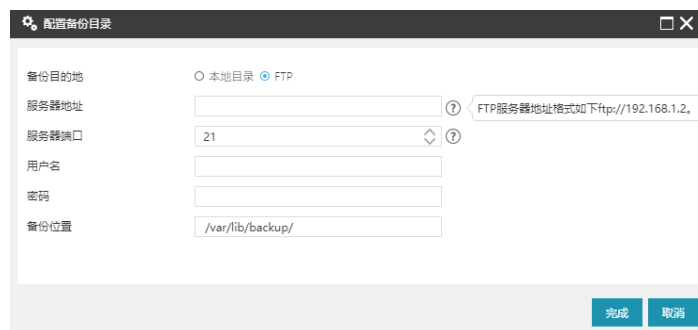 配置备份目录
备份目的地 本地目录 FTP
服务器地址 ? FTP服务器地址格式如下ftp://192.168.1.2。
服务器端口 21 ?
用户名
密码
备份位置 /var/lib/backup/
完成 取消